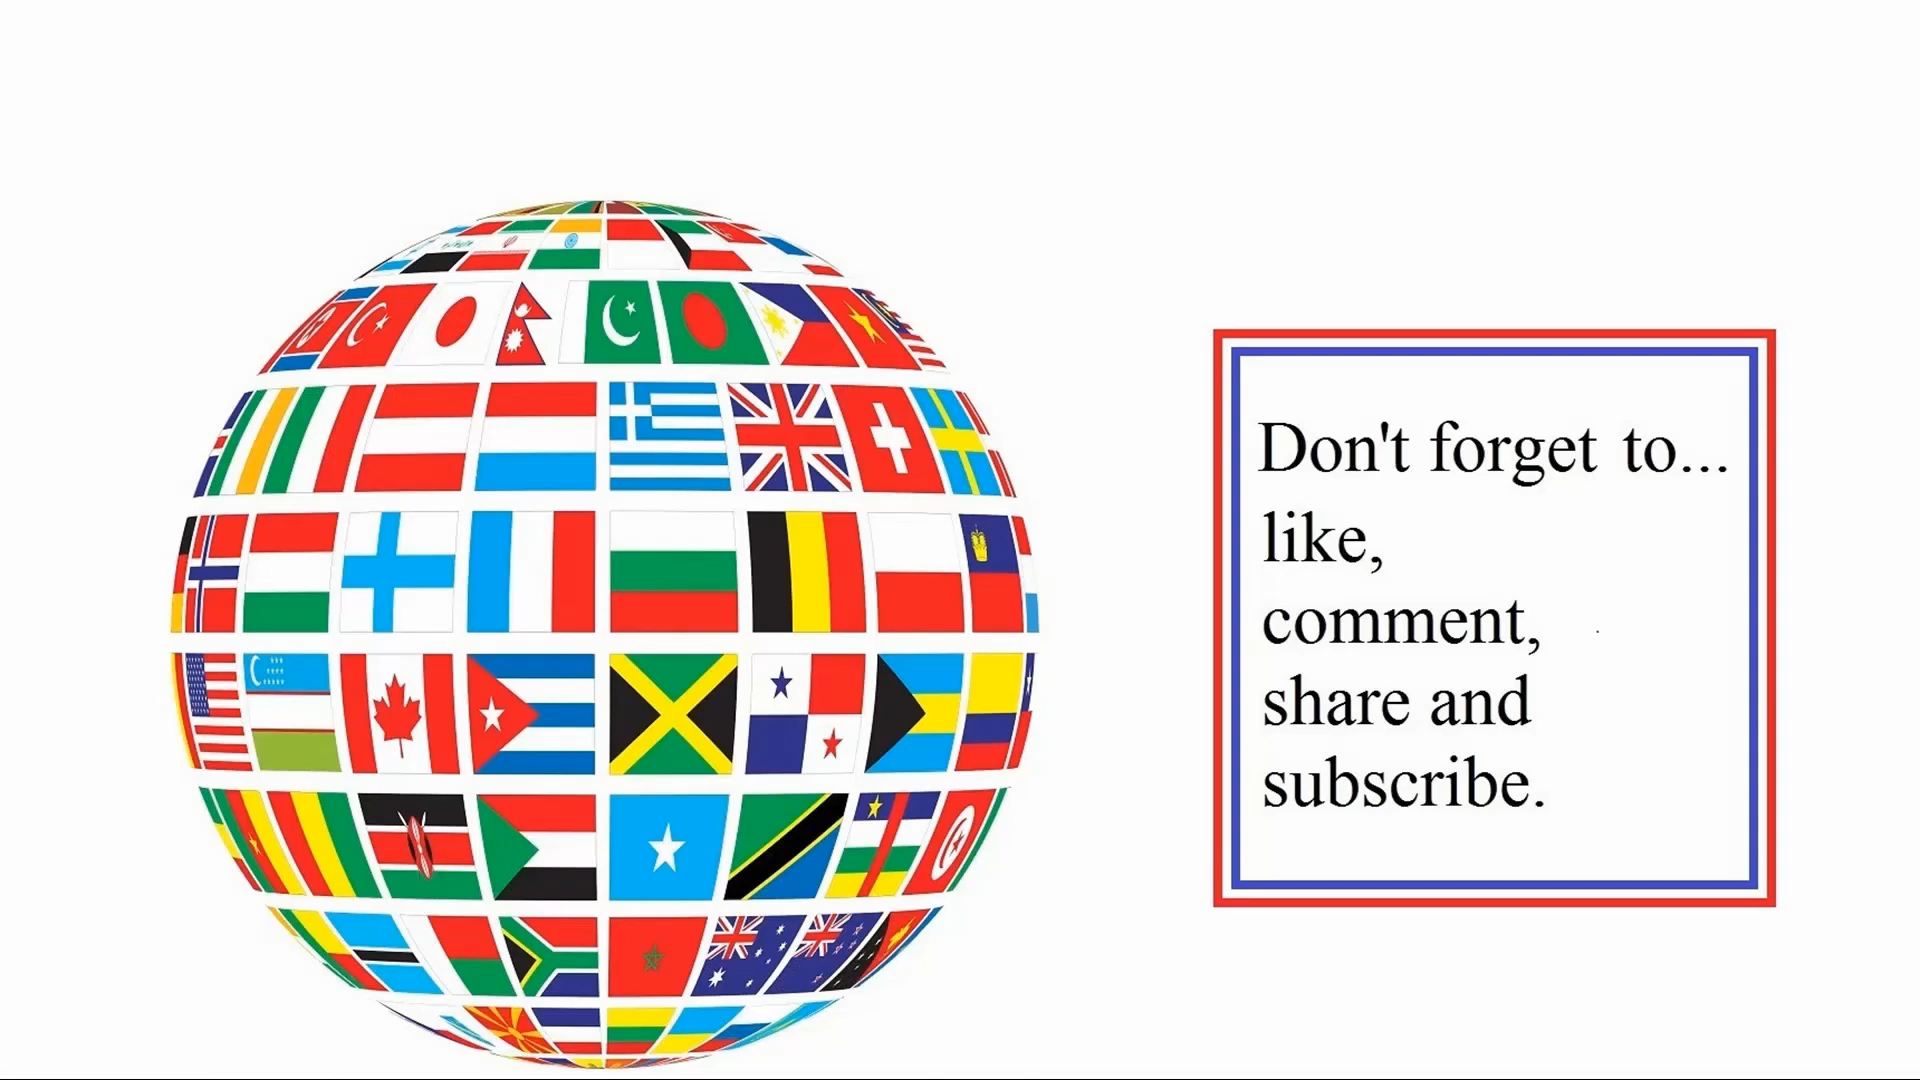 Don't forget to...
like,
comment,
share and
subscribe.